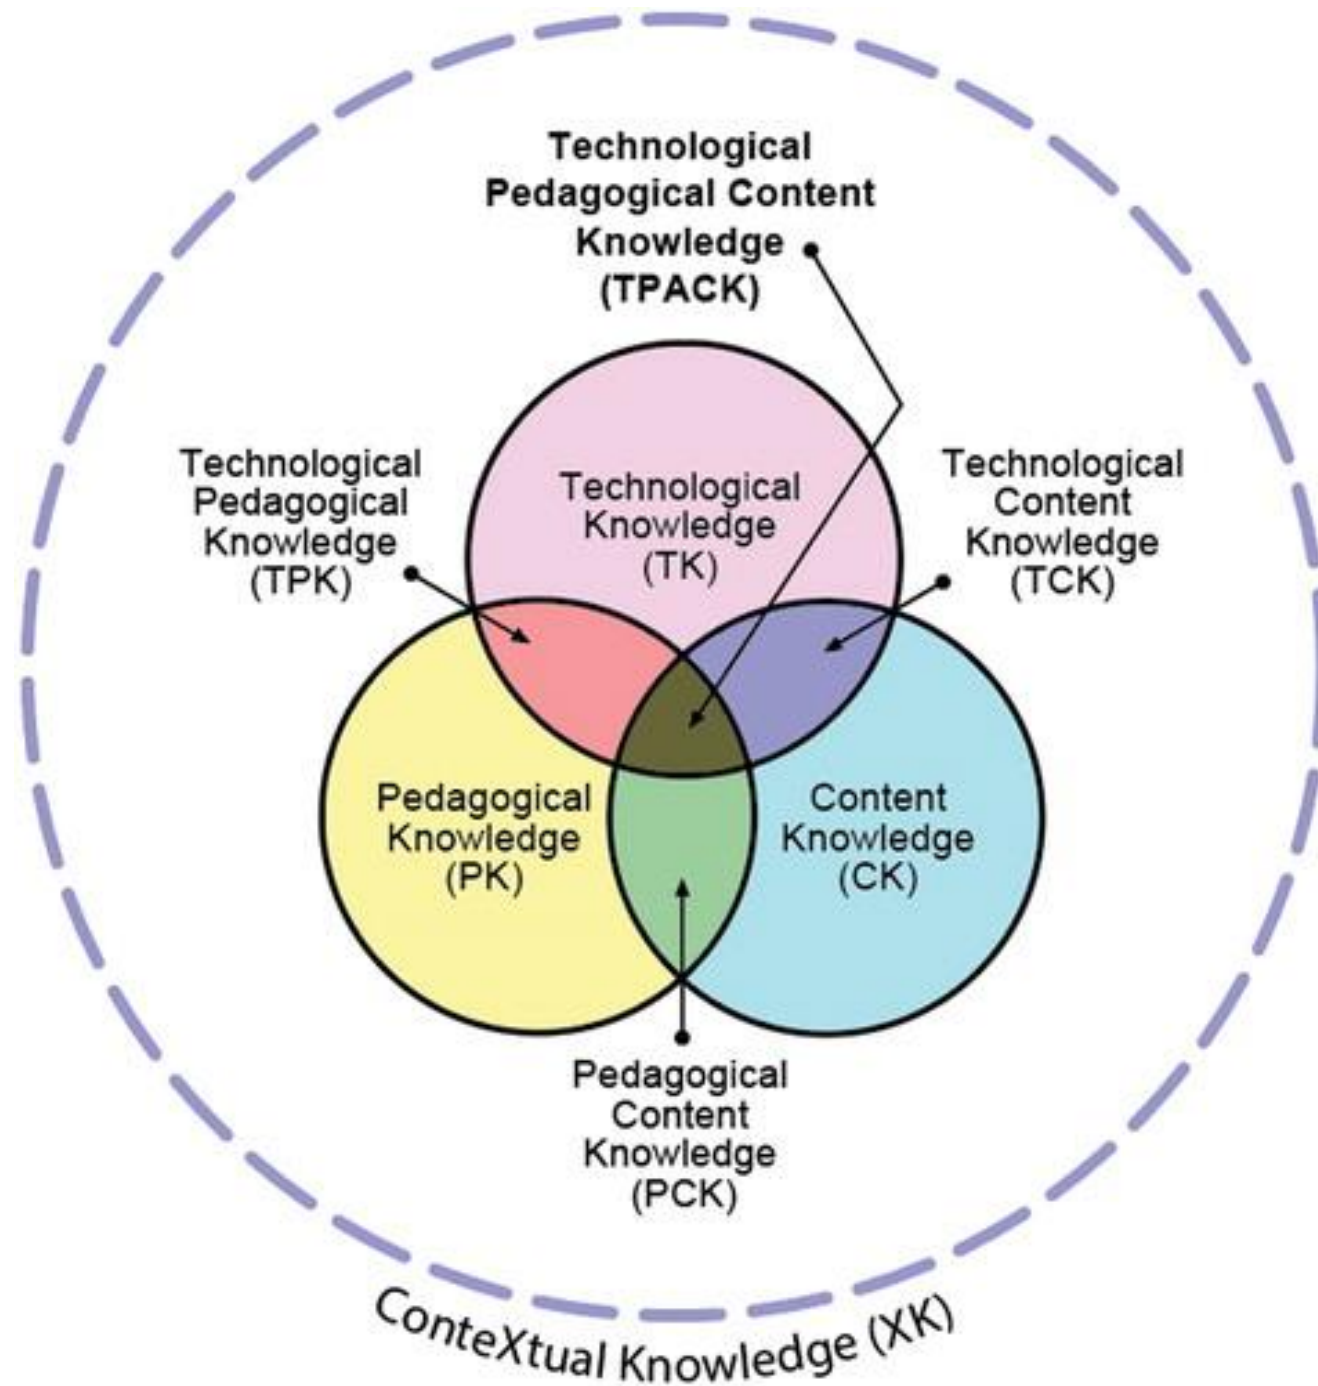 Technological
Pedagogical Content
Knowledge
(TPACK)
Technological
Pedagogical
Knowledge
(TPK)
Technological
Knowledge
(TK)
Technological
Content
Knowledge
(TCK)
Pedagogical
Knowledge
(PK)
Content
Knowledge
(CK)
Pedagogical
Content
Knowledge
(PCK)
ConteXtual Knowledge (XK)